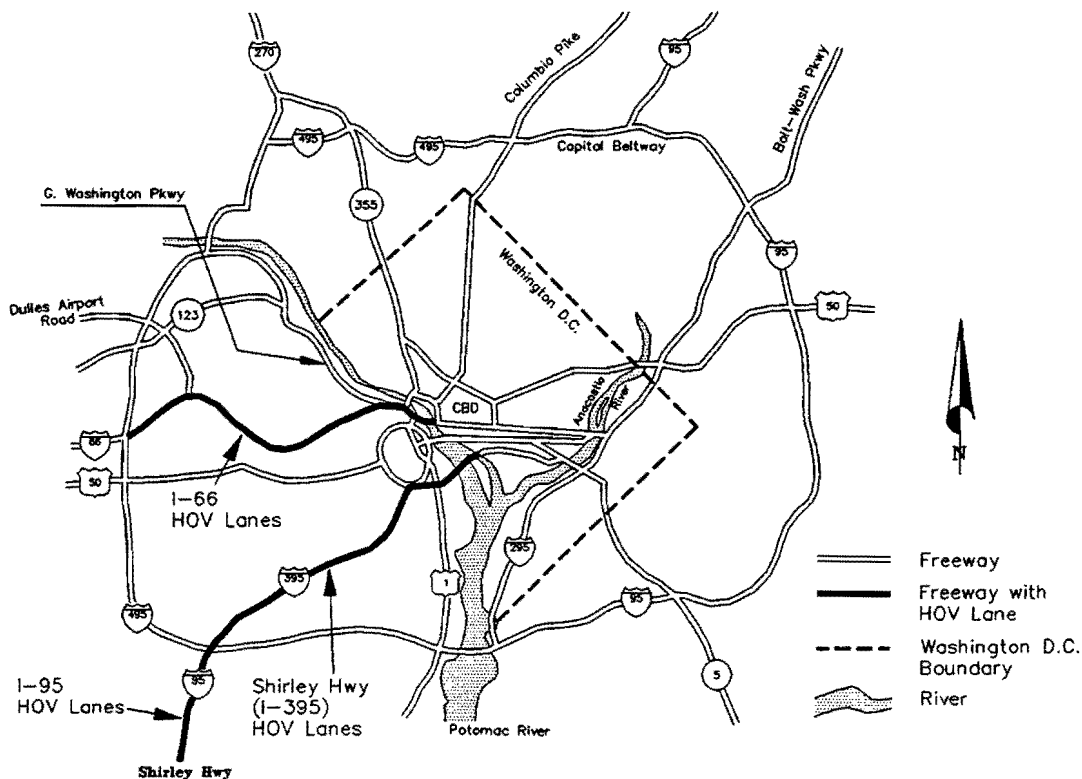 270
95
Columbia Pike
Balt-Wash Pkwy
495
495
Capital Beltway
G. Washington Pkwy
355
Washington D.C.
95
50
Dulles Airport
Road
123
CBD
Anacostia
River
66
50
N
I-66
HOV Lanes
295
395
1
95
495
Freeway
Freeway with
HOV Lane
Washington D.C.
Boundary
River
95
5
I-95
HOV Lanes
Shirley Hwy
(I-395)
HOV Lanes
Potomac River
Shirley Hwy